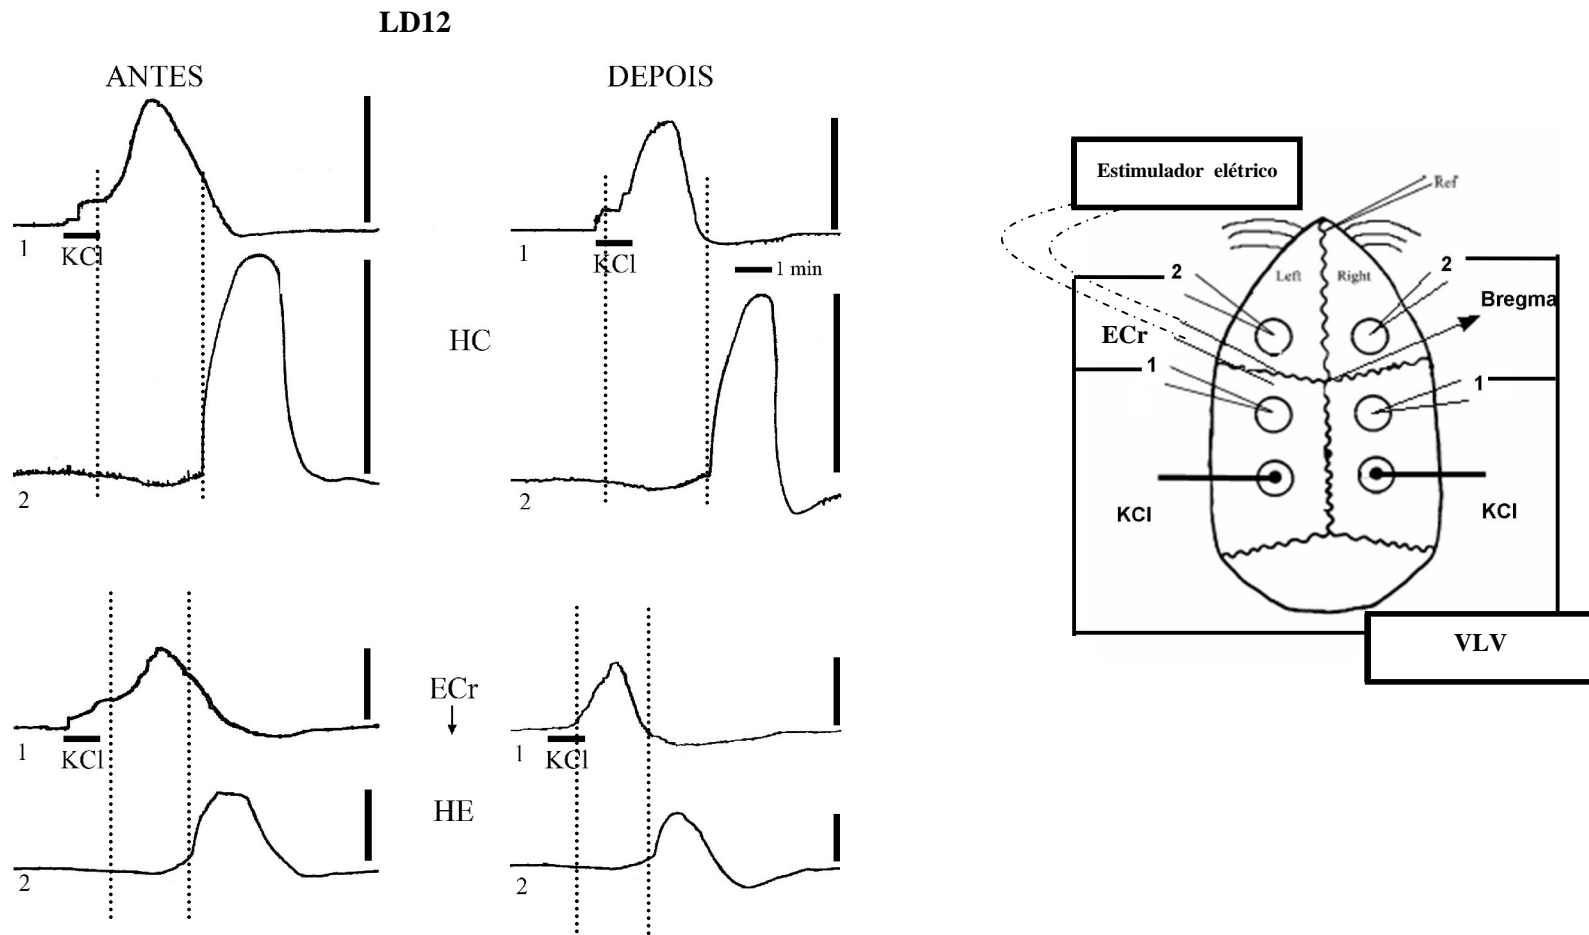 LD12
ANTES
DEPOIS
1
KCl
1
KCl
1 min
HC
2
2
ECr
1
KCl
1
KCl
HE
2
2
Estimulador elétrico
Ref
2
Left
Right
2
Bregma
ECr
1
1
KCl
KCl
VLV